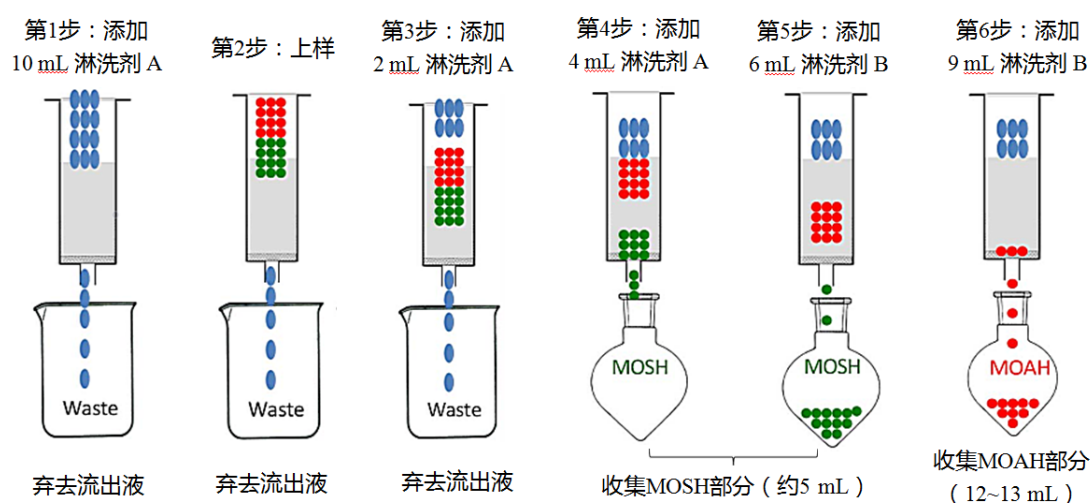 第1步：添加
10 mL 淋洗剂 A
第2步：上样
第3步：添加
2 mL 淋洗剂 A
第4步：添加
4 mL 淋洗剂 A
第5步：添加
6 mL 淋洗剂 B
第6步：添加
9 mL 淋洗剂 B
Waste
Waste
Waste
MOSH
MOSH
MOAH
弃去流出液
弃去流出液
弃去流出液
收集MOSH部分（约5 mL）
收集MOAH部分
（12~13 mL）